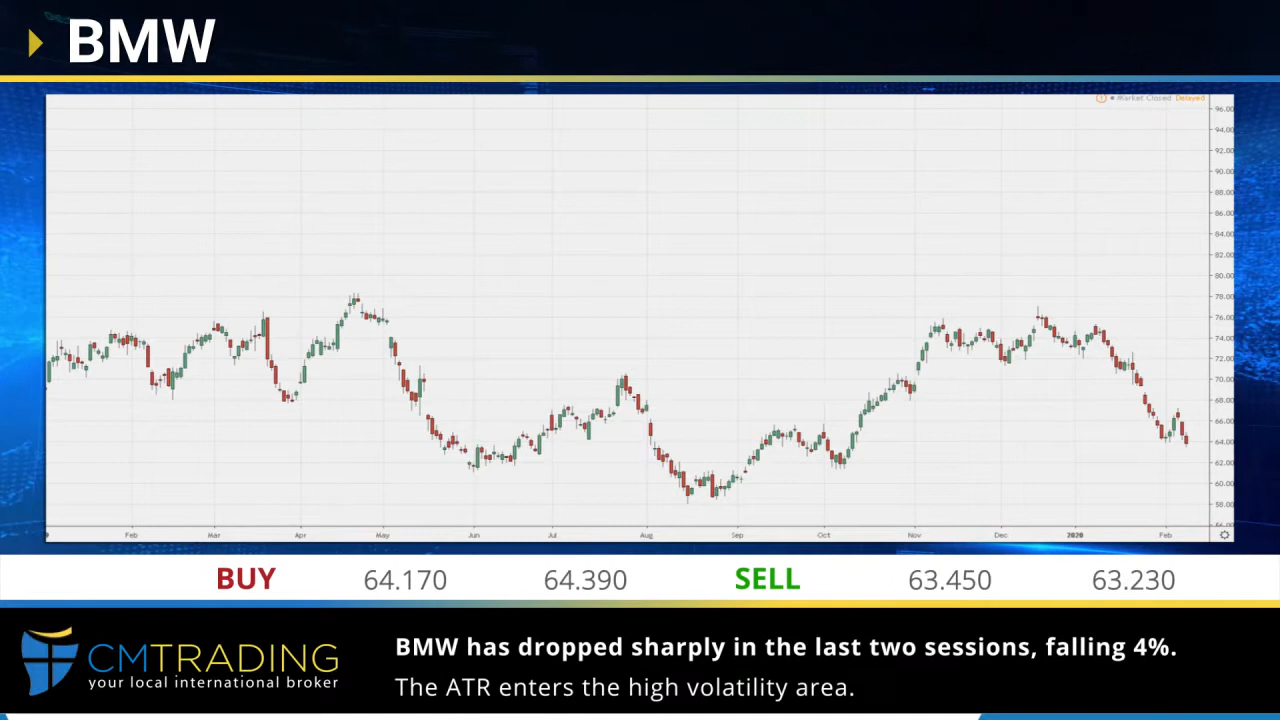 BMW
Market Closed Delayed
96.00
94.00
92.00
90.00
88.00
86.00
84.00
82.00
80.00
78.00
76.00
74.00
72.00
70.00
68.00
66.00
64.00
62.00
60.00
58.00
56.00
Feb Mar Apr May Jun Jul Aug Sep Oct Nov Dec 2020 Feb
BUY 64.170 64.390 SELL 63.450 63.230
CMTRADING
your local international broker
BMW has dropped sharply in the last two sessions, falling 4%.
The ATR enters the high volatility area.